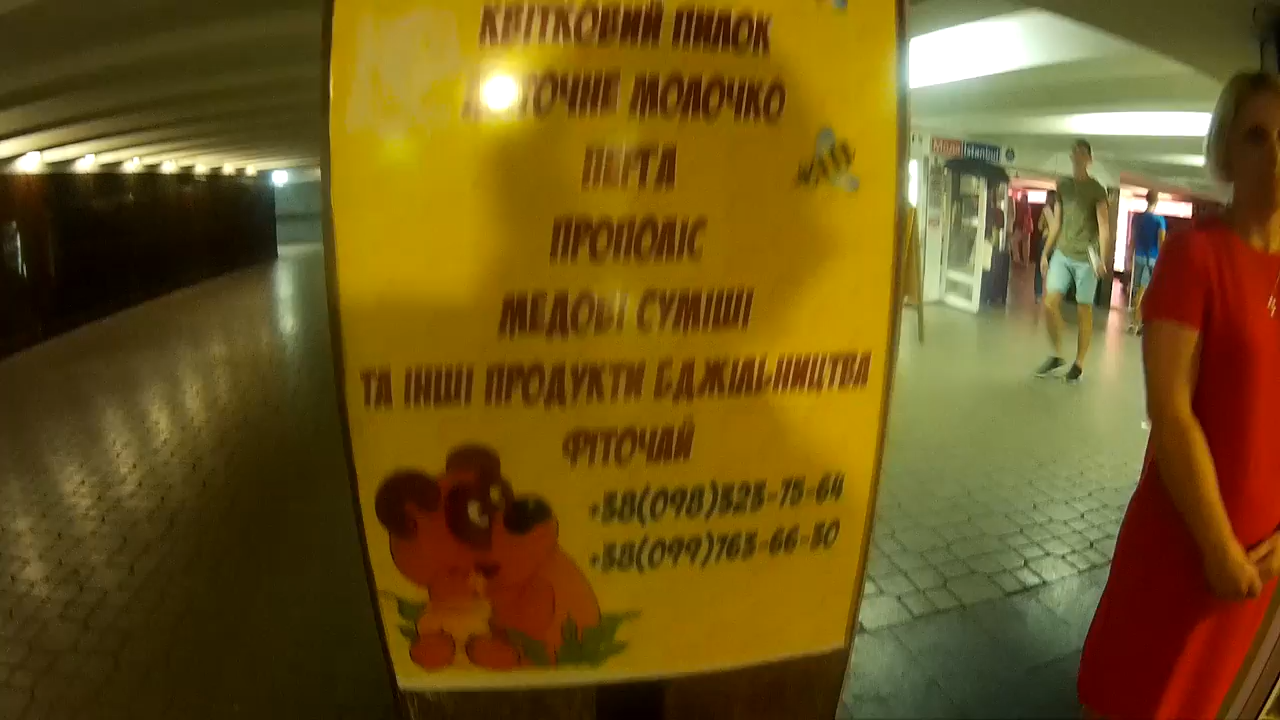 КВІТКОВИЙ ПИЛОК
МОЛОЧКО
ПЕРГА
ПРОПОЛІС
МЕДОВІ СУМІШІ
ТА ІНШІ ПРОДУКТИ БДЖІЛЬНИЦТВА
ФІТОЧАЙ
+38(098)525-75-64
+38(099)765-66-50
Istanbul